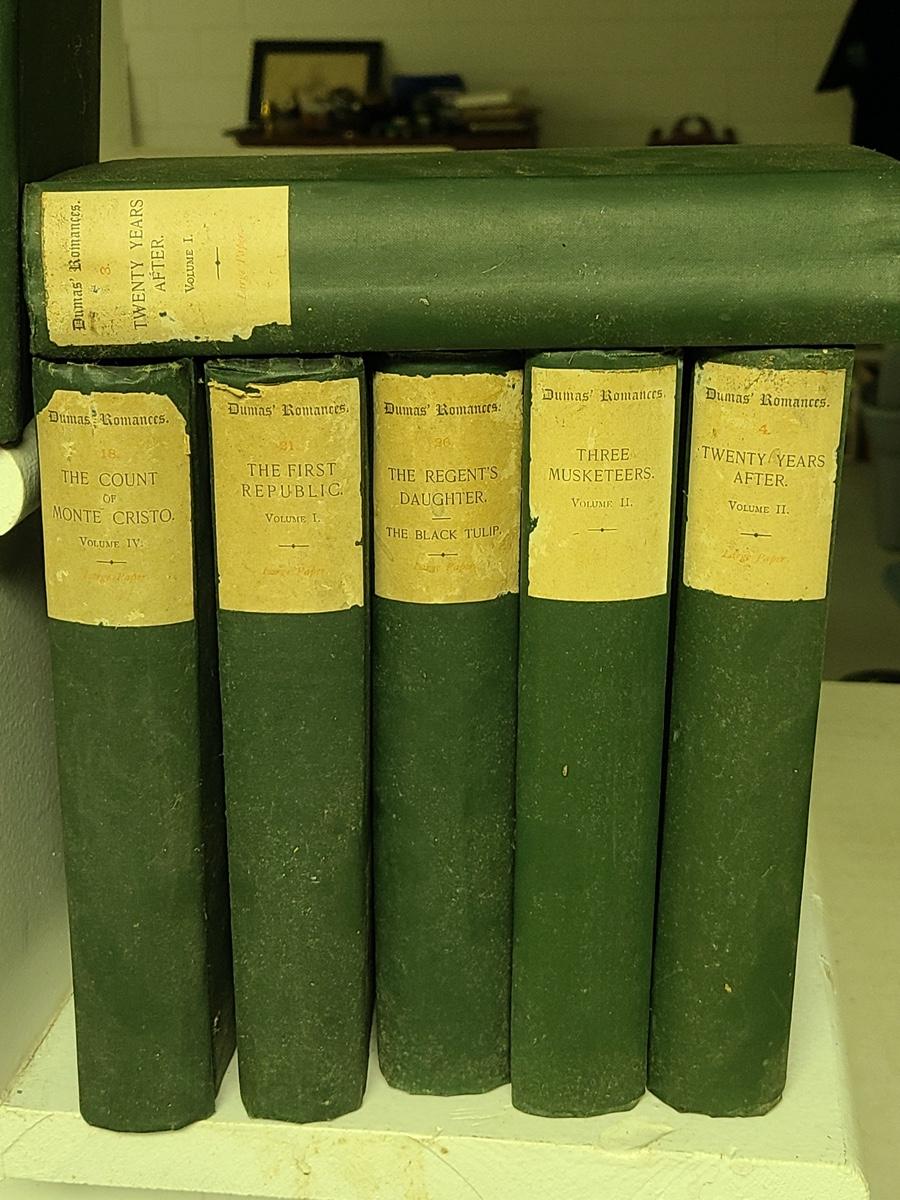 Dumas' Romances.
3.
TWENTY YEARS
AFTER.
VOLUME I.
Large Paper.
Dumas' Romances.
18.
THE COUNT
OF
MONTE CRISTO.
VOLUME IV.
Large Paper
Dumas' Romances.
21.
THE FIRST
REPUBLIC.
VOLUME I.
Large Paper.
Dumas' Romances.
26.
THE REGENT'S
DAUGHTER.
THE BLACK TULIP.
Large Paper.
Dumas' Romances.
THREE
MUSKETEERS.
VOLUME II.
Dumas' Romances.
4.
TWENTY YEARS
AFTER.
VOLUME II.
Large Paper.